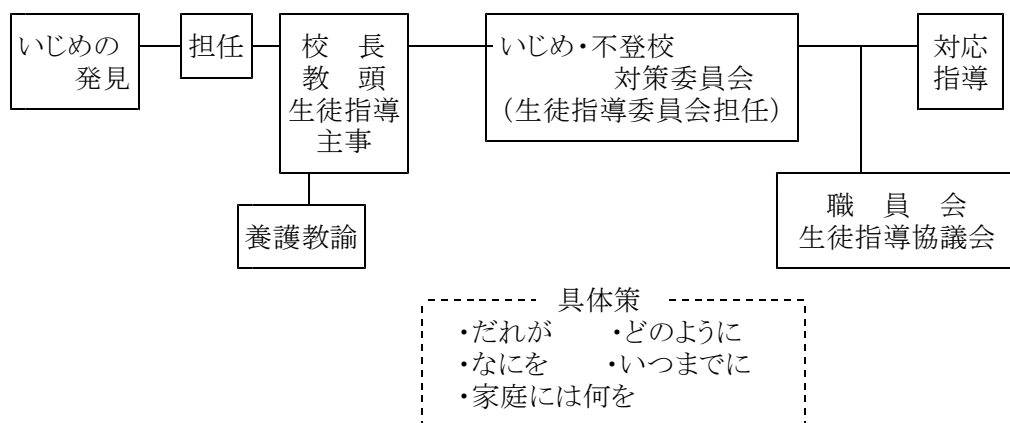 いじめの
発見
担任
校　長
教　頭
生徒指導
主事
養護教諭
いじめ・不登校
対策委員会
（生徒指導委員会担任）
対応
指導
職　員　会
生徒指導協議会
具体策
・だれが　・どのように
・なにを　・いつまでに
・家庭には何を